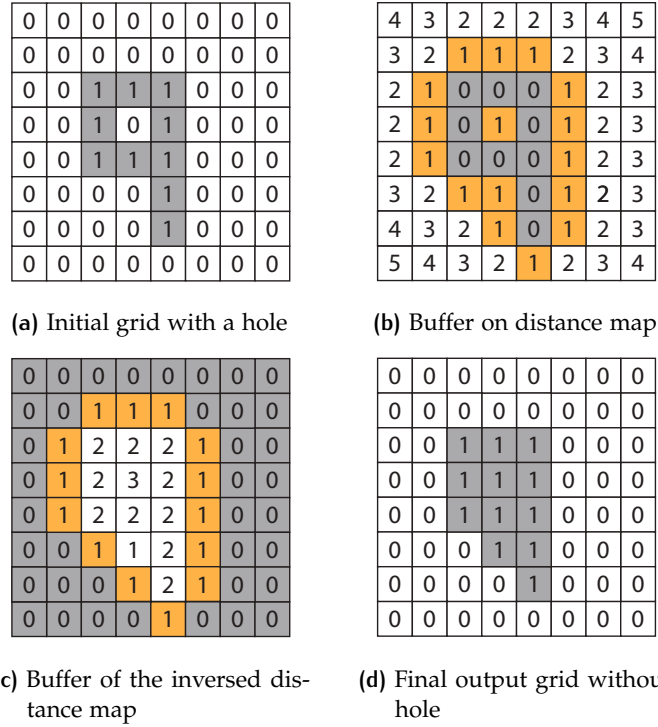 0 0 0 0 0 0 0 0
0 0 0 0 0 0 0 0
0 0 1 1 1 0 0 0
0 0 1 0 1 0 0 0
0 0 1 1 1 0 0 0
0 0 0 0 1 0 0 0
0 0 0 0 1 0 0 0
0 0 0 0 0 0 0 0
(a) Initial grid with a hole
4 3 2 2 2 3 4 5
3 2 1 1 1 2 3 4
2 1 0 0 0 1 2 3
2 1 0 1 0 1 2 3
2 1 0 0 0 1 2 3
3 2 1 1 0 1 2 3
4 3 2 1 0 1 2 3
5 4 3 2 1 2 3 4
(b) Buffer on distance map
0 0 0 0 0 0 0 0
0 0 1 1 1 0 0 0
0 1 2 2 2 1 0 0
0 1 2 3 2 1 0 0
0 1 2 2 2 1 0 0
0 0 1 1 2 1 0 0
0 0 0 1 2 1 0 0
0 0 0 0 1 0 0 0
c) Buffer of the inversed dis-
tance map
0 0 0 0 0 0 0 0
0 0 0 0 0 0 0 0
0 0 1 1 1 0 0 0
0 0 1 1 1 0 0 0
0 0 1 1 1 0 0 0
0 0 0 1 1 0 0 0
0 0 0 0 1 0 0 0
0 0 0 0 0 0 0 0
(d) Final output grid withou
hole